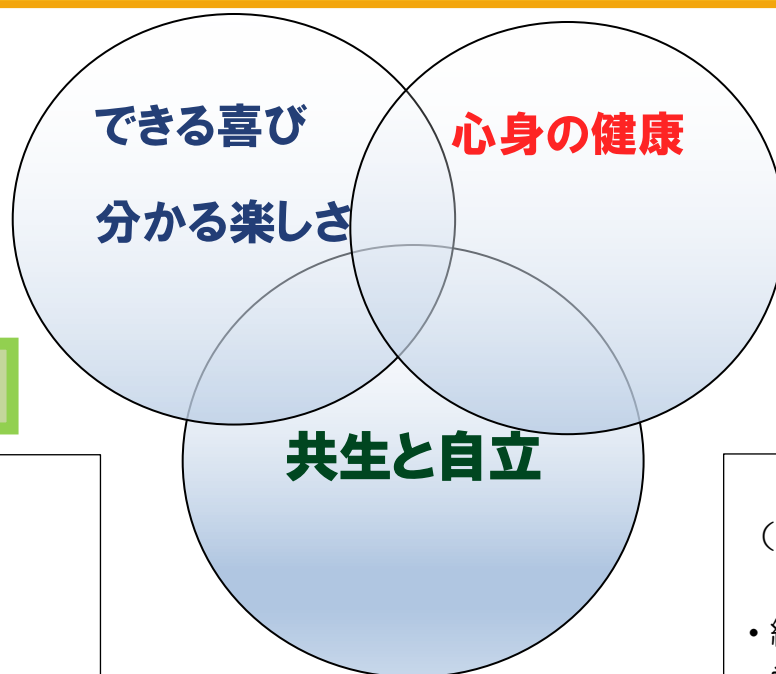 できる喜び
分かる楽しさ
心身の健康
共生と自立
（
・